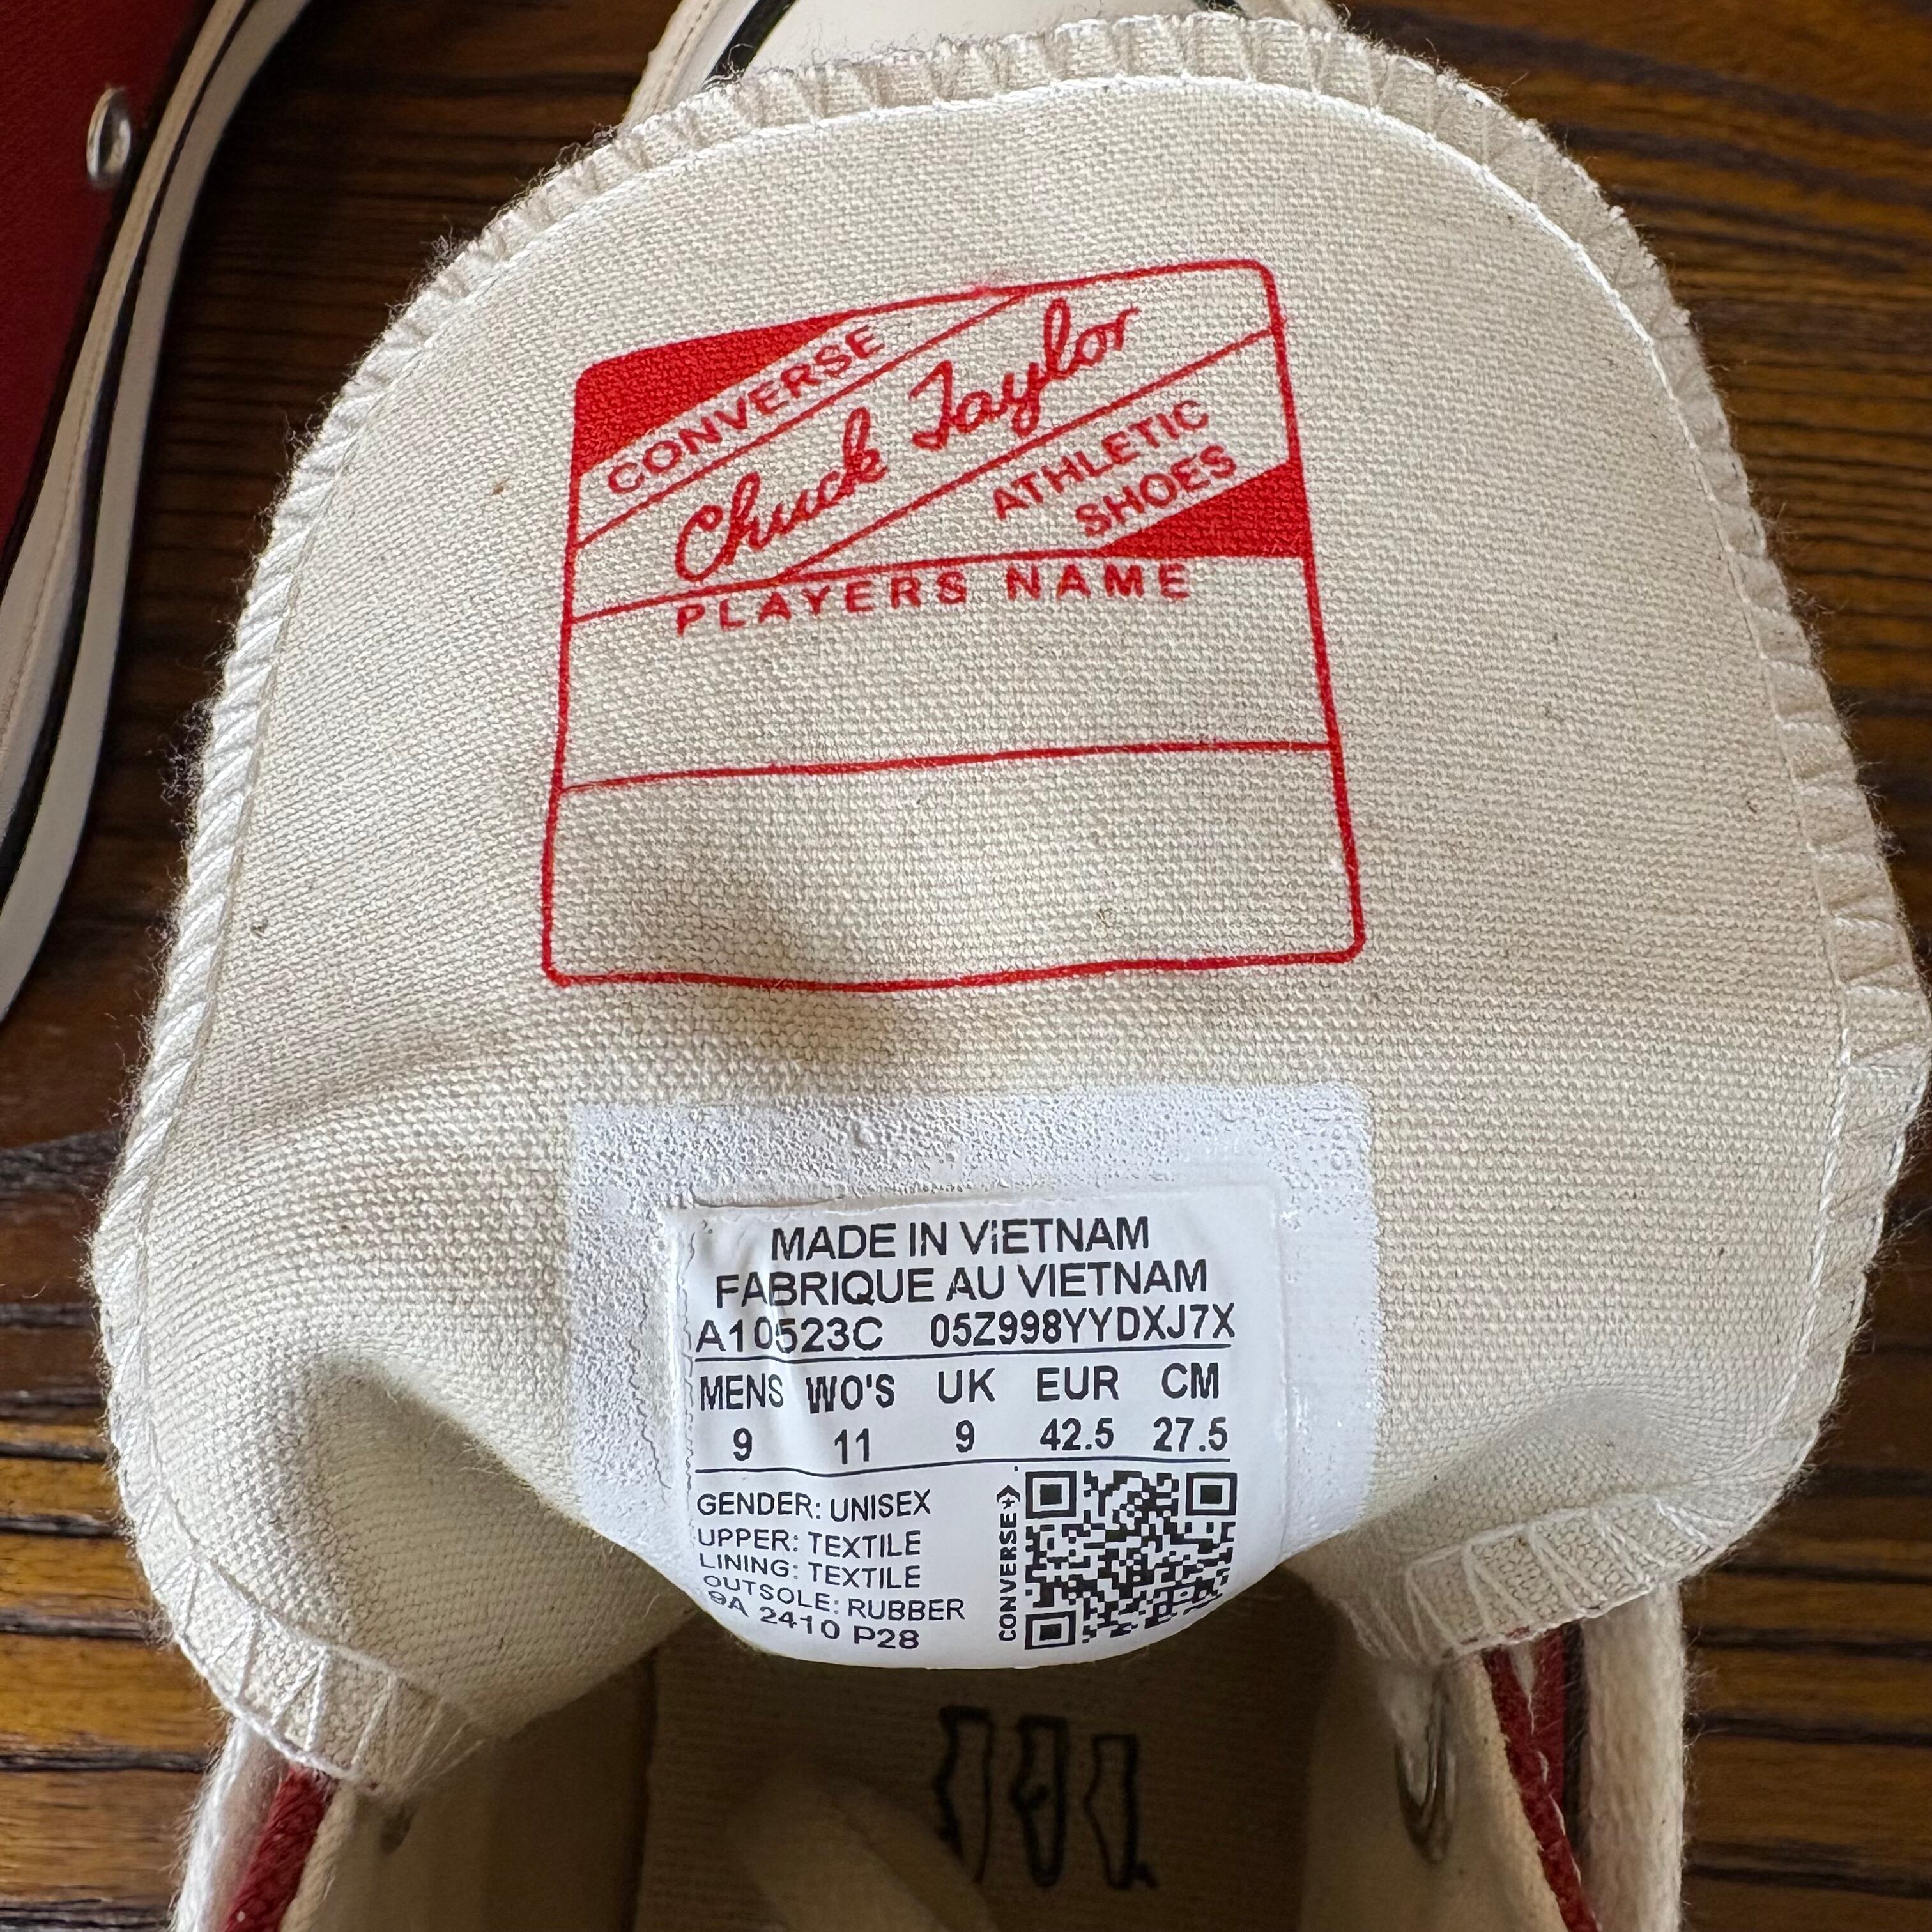 CONVERSE
Chuck Taylor
ATHLETIC
SHOES
PLAYERS NAME
MADE IN VIETNAM
FABRIQUE AU VIETNAM
A10523C 05Z998YYDXJ7X
MENS WO'S UK EUR CM
9 11 9 42.5 27.5
GENDER: UNISEX
UPPER: TEXTILE
LINING: TEXTILE
OUTSOLE: RUBBER
9A 2410 P28
CONVERSE